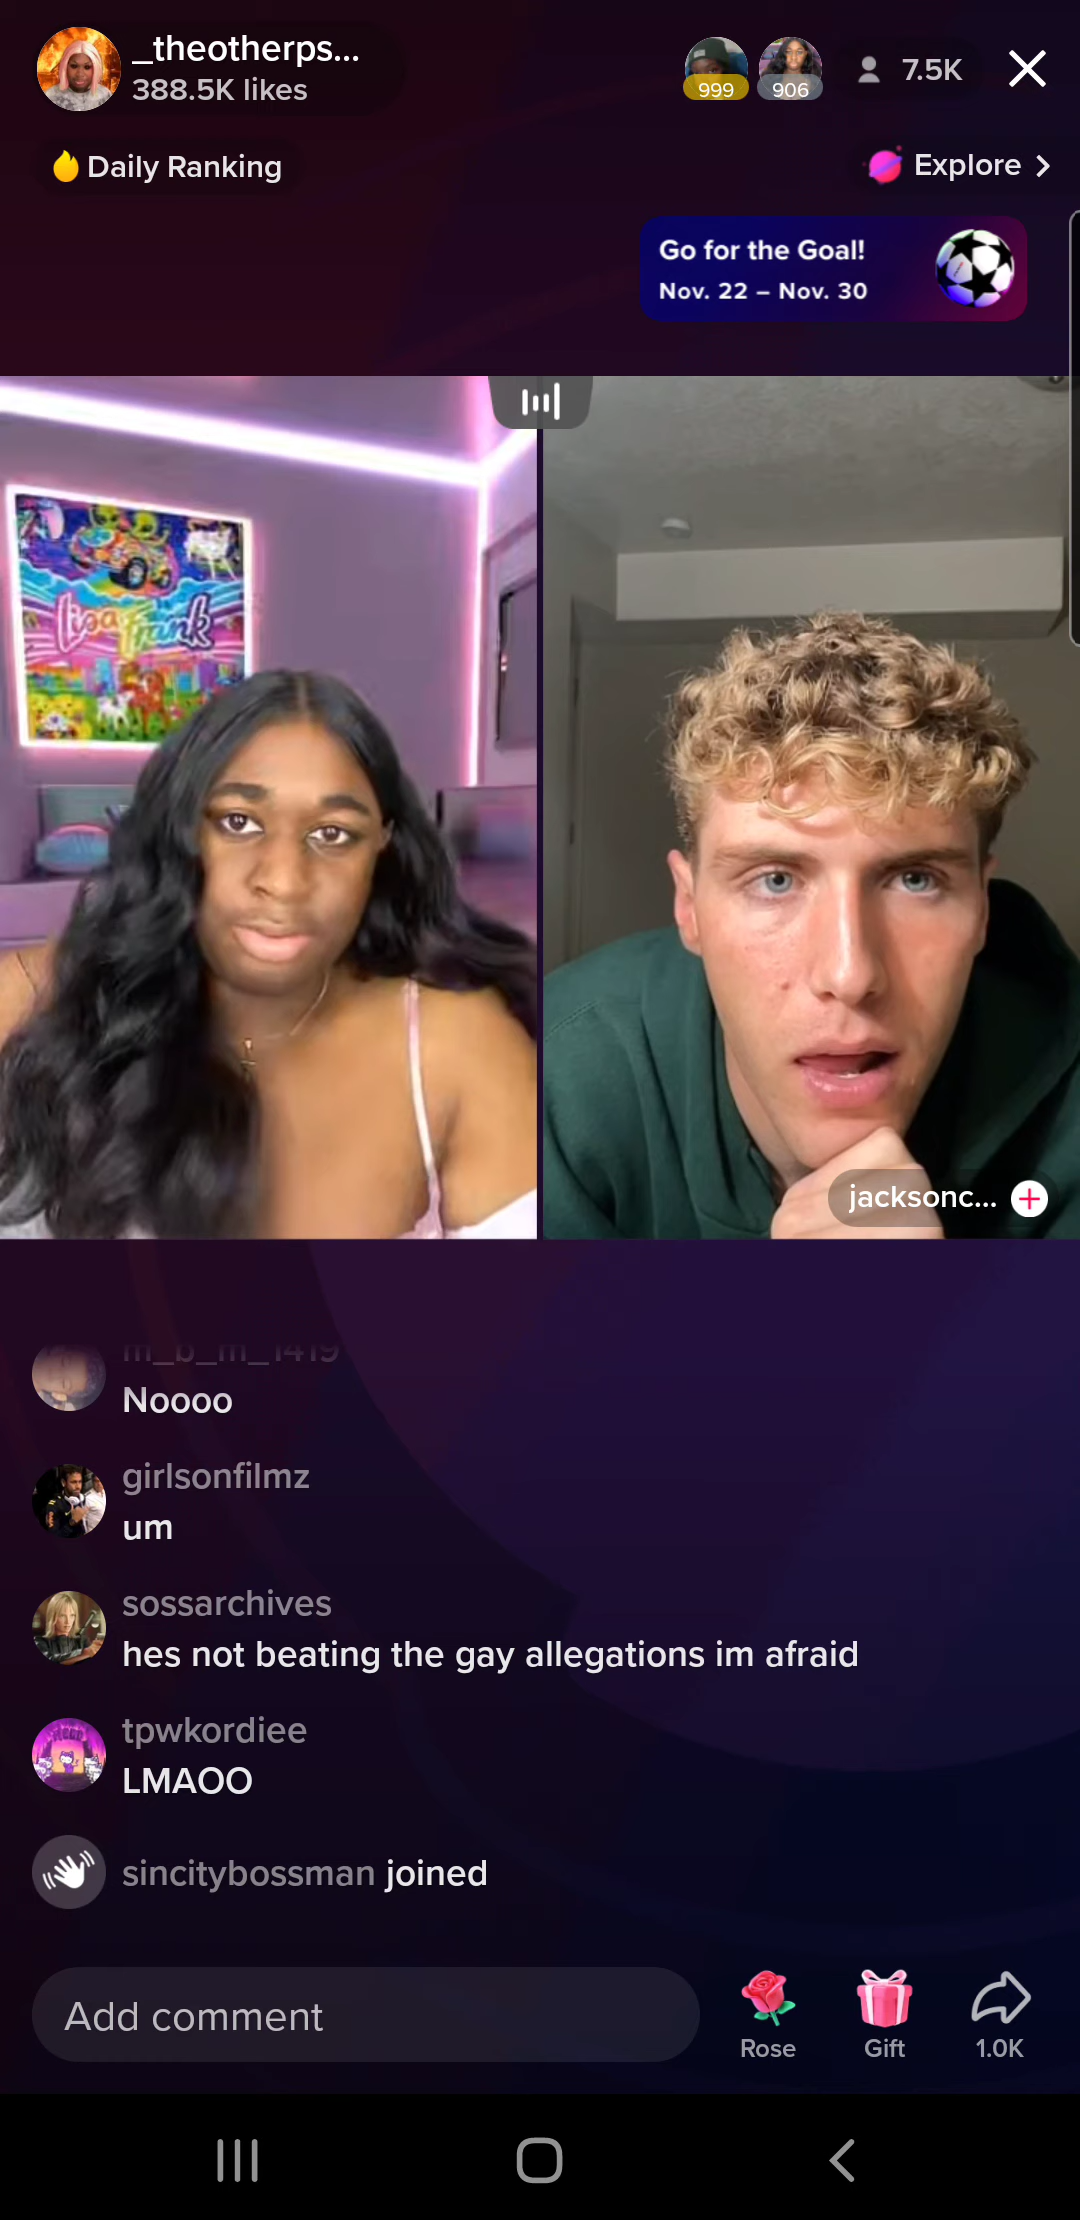 _theotherps...
388.5K likes
999
906
7.5K
Daily Ranking
Explore
Go for the Goal!
Nov. 22 – Nov. 30
Lisa Frank
jacksonc...
m_b_m_1419
Noooo
girlsonfilmz
um
sossarchives
hes not beating the gay allegations im afraid
tpwkordiee
LMAOO
sincitybossman joined
Add comment
Rose
Gift
1.0K